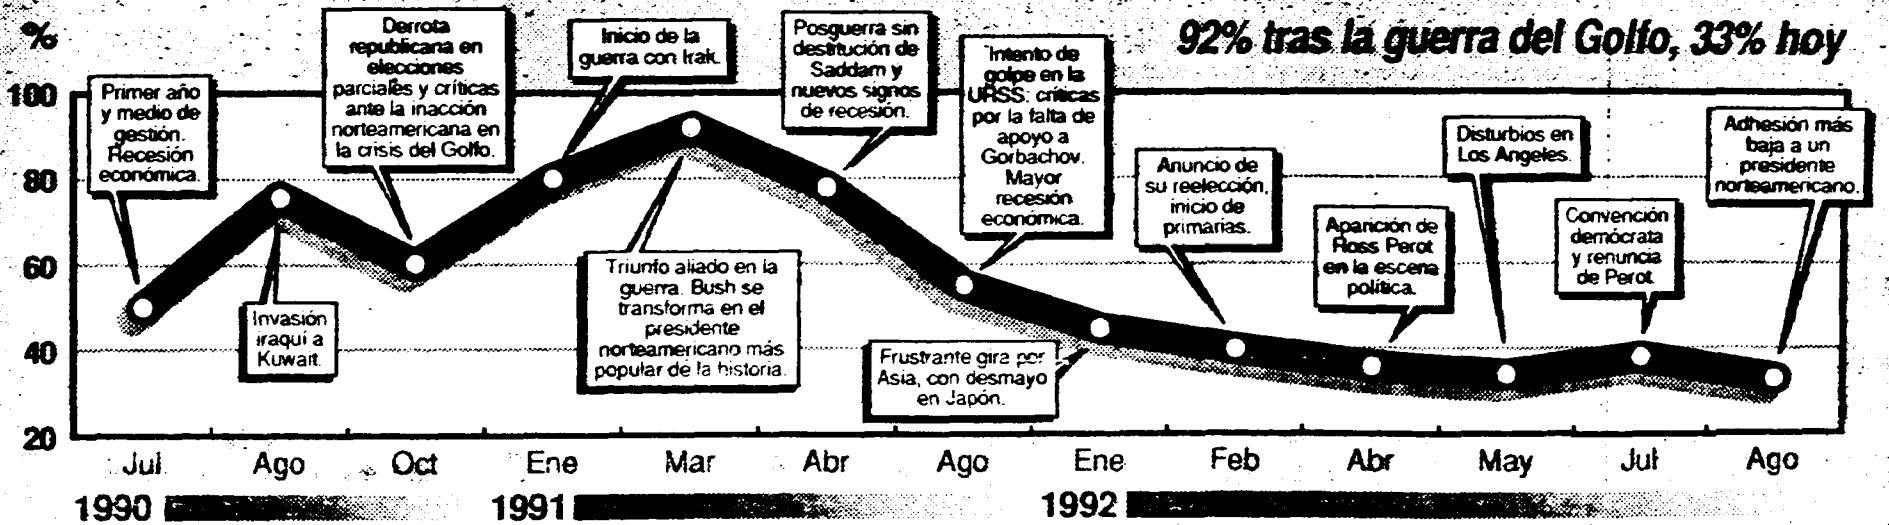 %
92% tras la guerra del Golfo, 33% hoy
100
80
60
40
20
Primer año
y medio de
gestión.
Recesión
económica.
Invasión
iraquí a
Kuwait.
Derrota
republicana en
elecciones
parciales y críticas
ante la inacción
norteamericana en
la crisis del Golfo.
Inicio de la
guerra con Irak.
Triunfo aliado en la
guerra. Bush se
transforma en el
presidente
norteamericano más
popular de la historia.
Posguerra sin
destitución de
Saddam y
nuevos signos
de recesión.
Intento de
golpe en la
URSS: críticas
por la falta de
apoyo a
Gorbachov.
Mayor
recesión
económica.
Frustrante gira por
Asia, con desmayo
en Japón.
Anuncio de
su reelección,
inicio de
primarias.
Aparición de
Ross Perot
en la escena
política.
Disturbios en
Los Angeles.
Convención
demócrata
y renuncia
de Perot
Adhesión más
baja a un
presidente
norteamericano.
Jul Ago Oct Ene Mar Abr Ago Ene Feb Abr May Jul Ago
1990 1991 1992